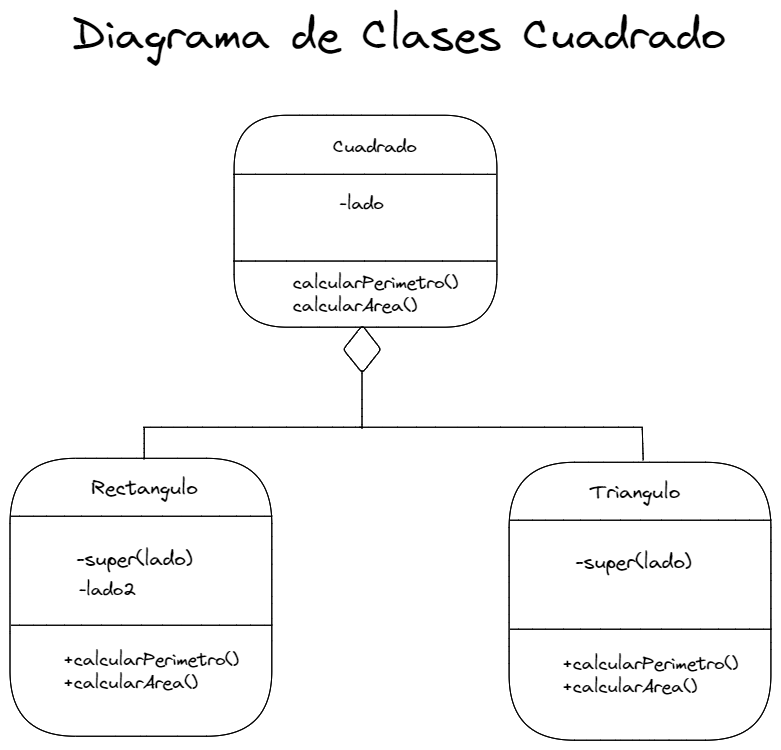 Diagrama de Clases Cuadrado
Cuadrado
-lado
calcularPerimetro()
calcularArea()
Rectangulo
-super(lado)
-lado2
+calcularPerimetro()
+calcularArea()
Triangulo
-super(lado)
+calcularPerimetro()
+calcularArea()